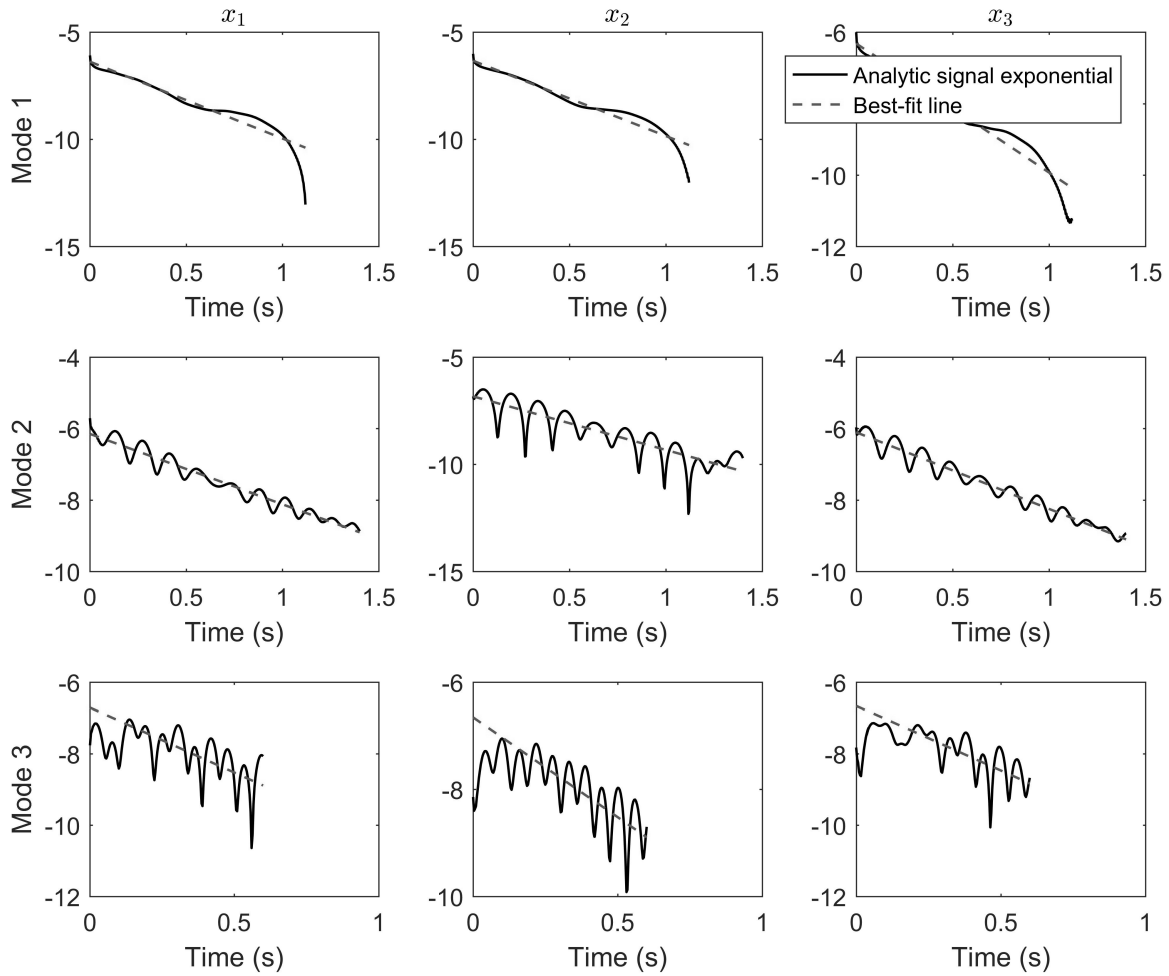 x₁
x₂
x₃
Mode 1
-5
-10
-15
0 0.5 1 1.5
Time (s)
-5
-10
-15
0 0.5 1 1.5
Time (s)
-6
-10
-12
0 0.5 1 1.5
Time (s)
Analytic signal exponential
Best-fit line
Mode 2
-4
-6
-8
-10
0 0.5 1 1.5
Time (s)
-5
-10
-15
0 0.5 1 1.5
Time (s)
-4
-6
-8
-10
0 0.5 1 1.5
Time (s)
Mode 3
-6
-8
-10
-12
0 0.5 1
Time (s)
-6
-8
-10
0 0.5 1
Time (s)
-6
-8
-10
-12
0 0.5 1
Time (s)